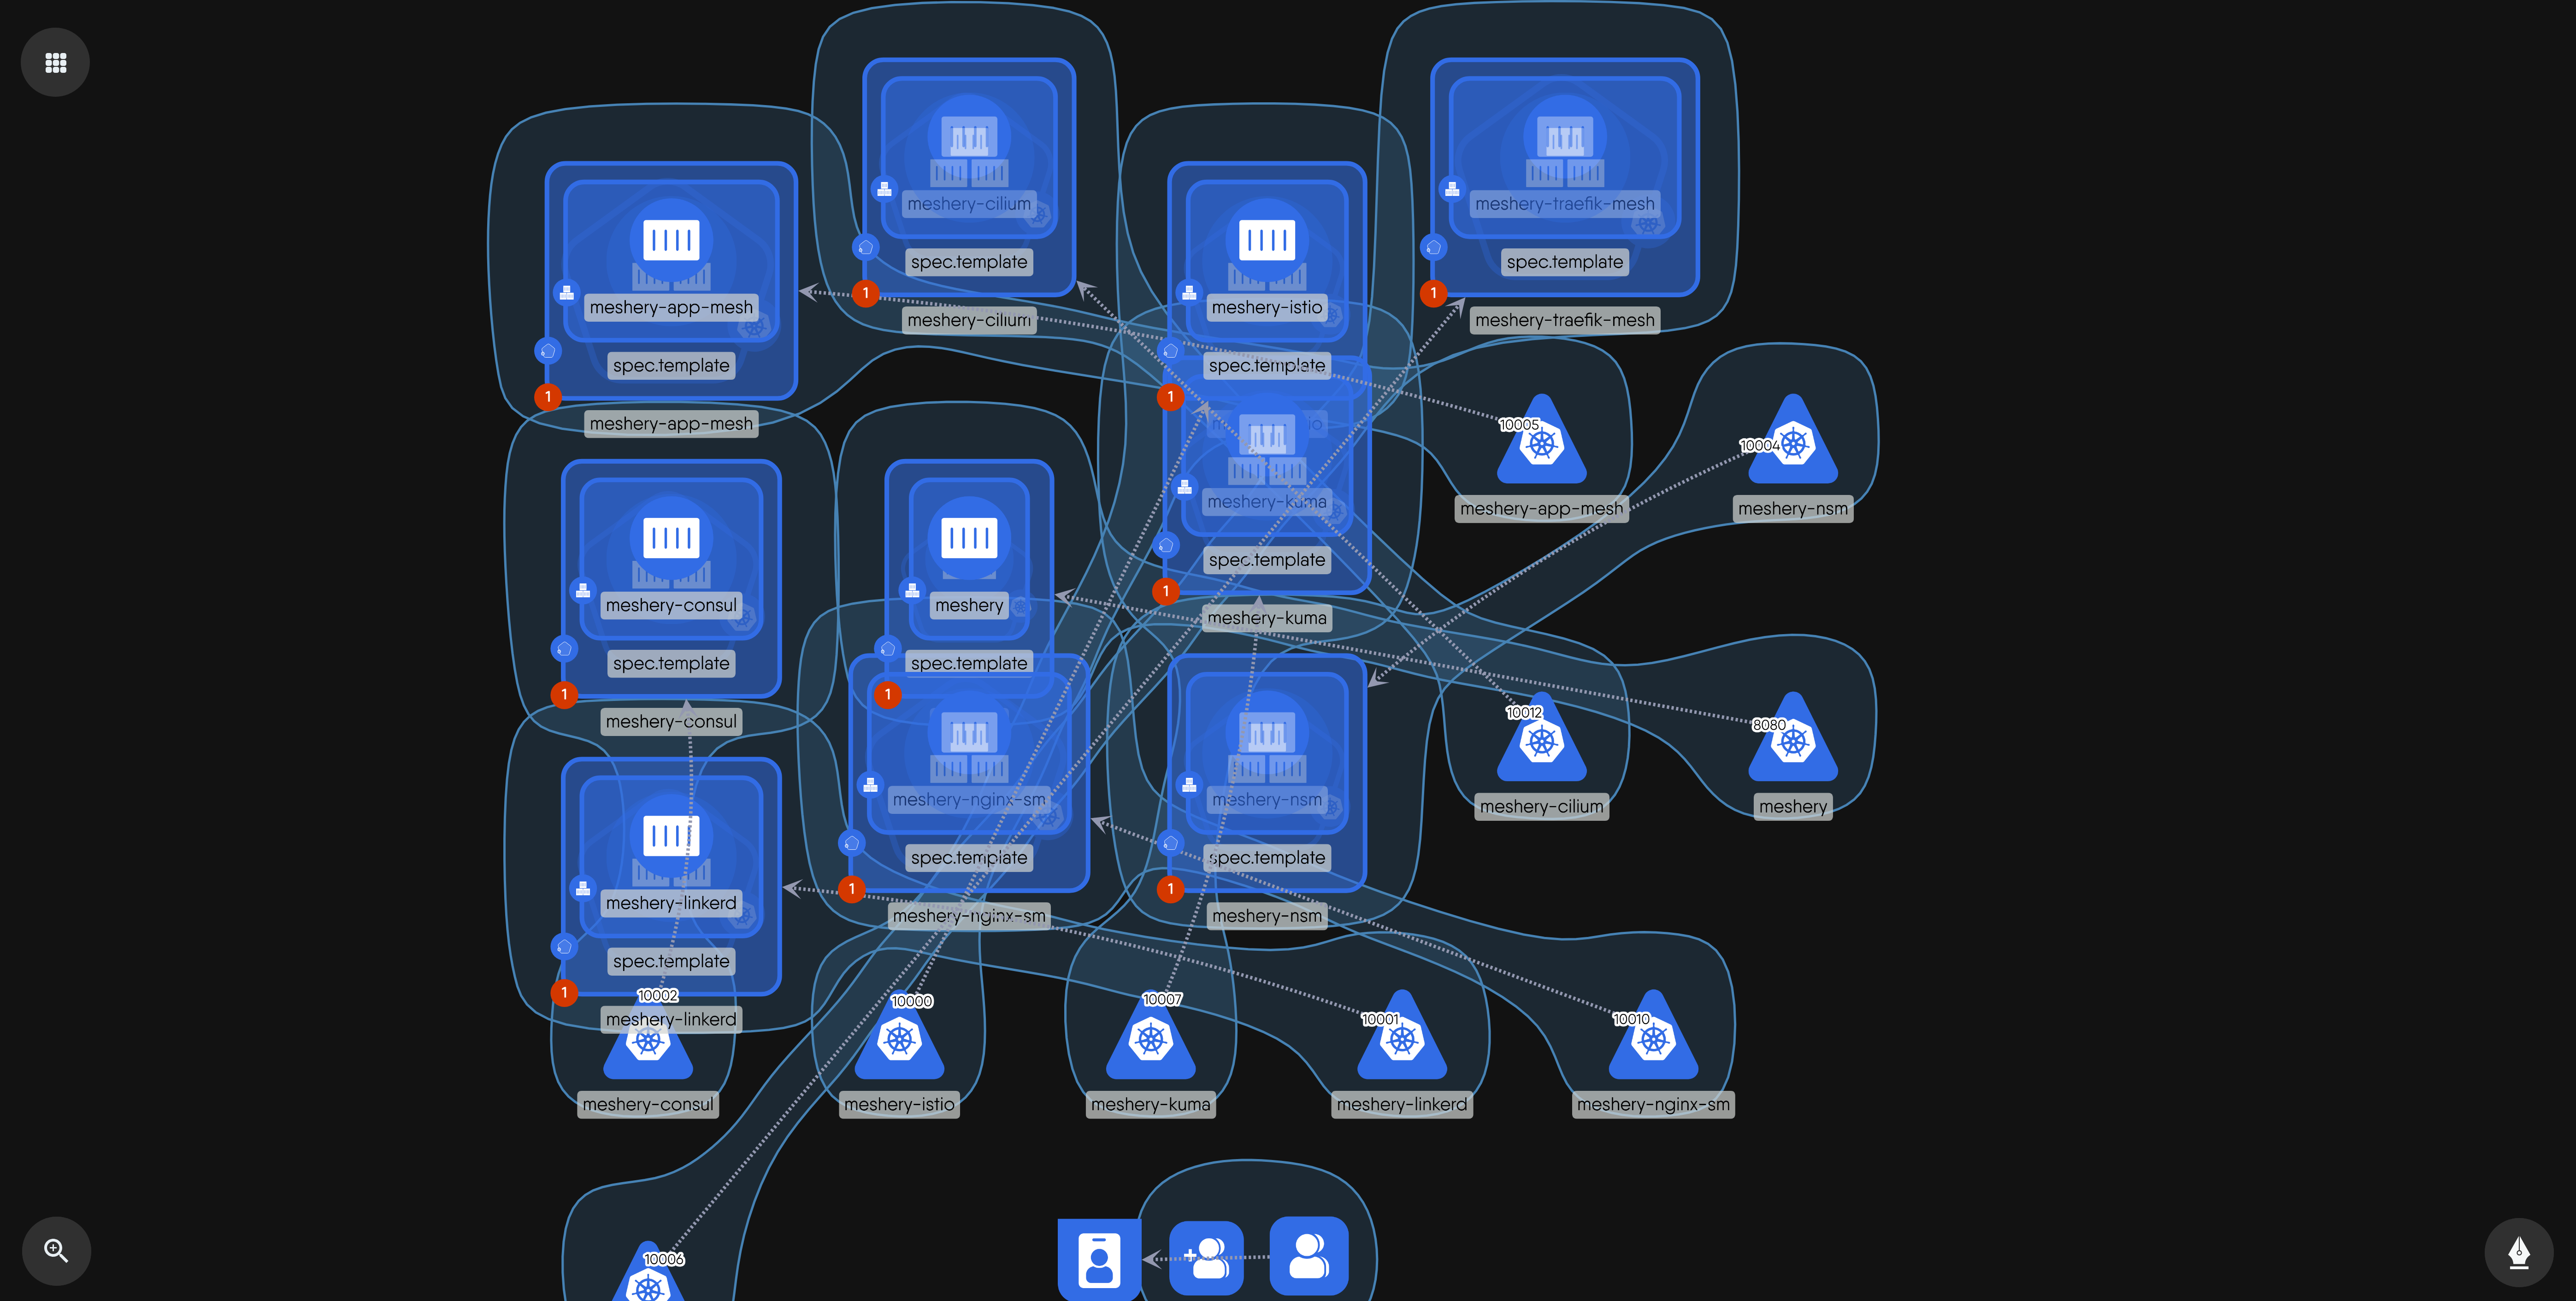 meshery-cilium
spec.template
1
meshery-cilium
meshery-traefik-mesh
spec.template
1
meshery-traefik-mesh
meshery-app-mesh
spec.template
1
meshery-app-mesh
meshery-istio
spec.template
1
meshery-kuma
spec.template
1
meshery-kuma
10005
meshery-app-mesh
10004
meshery-nsm
meshery-consul
spec.template
1
meshery-consul
meshery
spec.template
1
meshery-nginx-sm
spec.template
1
meshery-nginx-sm
meshery-nsm
spec.template
1
meshery-nsm
10012
meshery-cilium
8080
meshery
meshery-linkerd
spec.template
1
meshery-linkerd
10002
meshery-consul
10000
meshery-istio
10007
meshery-kuma
10001
meshery-linkerd
10010
meshery-nginx-sm
10006